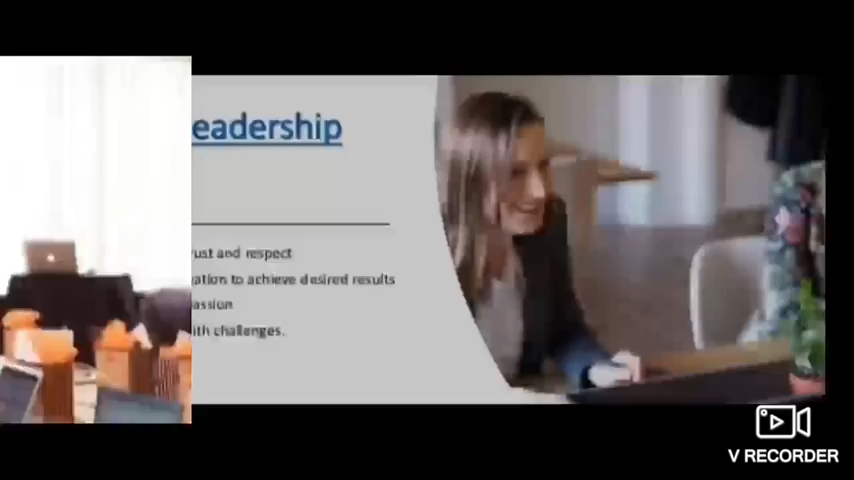 eadership
rust and respect
ation to achieve desired results
assion
ith challenges.
V RECORDER